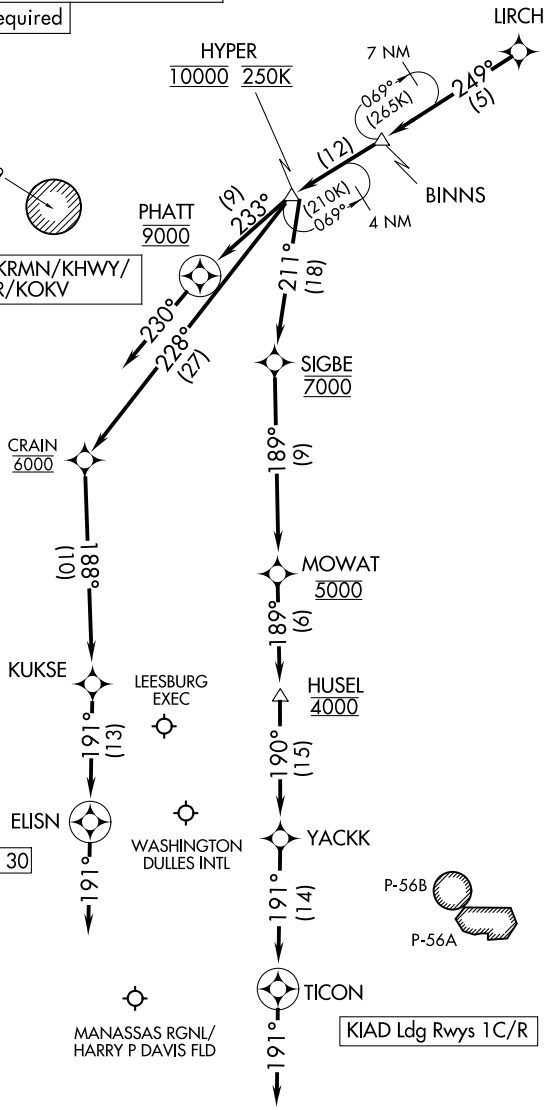 equired
LIRCH
HYPER
10000 250K
7 NM
069°
(265K)
249°
(5)
(12)
BINNS
9
PHATT
9000
(9)
233°
(210K)
069°
4 NM
KRMN/KHWY/
R/KOKV
211°
(18)
230°
228°
(27)
SIGBE
7000
CRAIN
6000
189°
(9)
188°
(10)
MOWAT
5000
189°
(6)
KUKSE
LEESBURG
EXEC
HUSEL
4000
191°
(13)
190°
(15)
ELISN
WASHINGTON
DULLES INTL
YACKK
30
191°
191°
(14)
P-56B
P-56A
TICON
MANASSAS RGNL/
HARRY P DAVIS FLD
KIAD Ldg Rwys 1C/R
191°